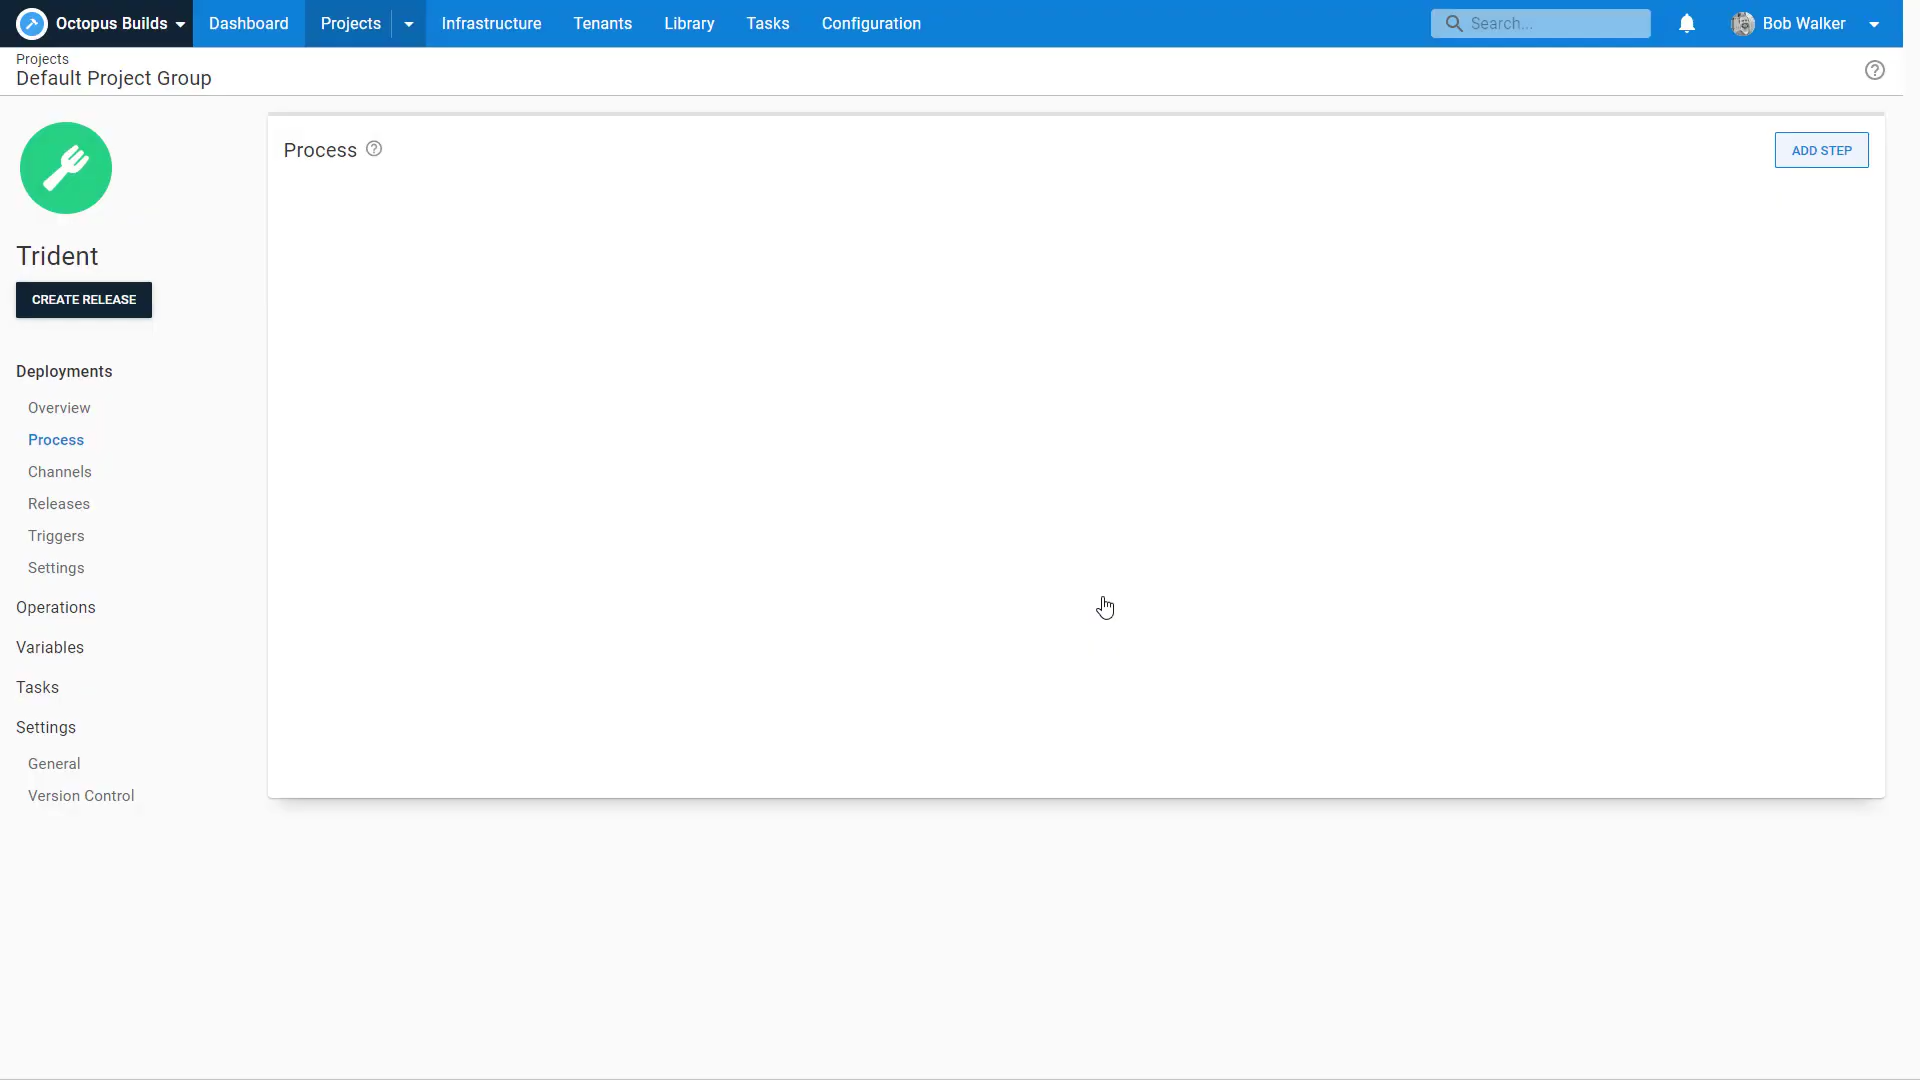 Octopus Builds
Dashboard
Projects
Infrastructure
Tenants
Library
Tasks
Configuration
Search...
Bob Walker
Projects
Default Project Group
Trident
CREATE RELEASE
Deployments
Overview
Process
Channels
Releases
Triggers
Settings
Operations
Variables
Tasks
Settings
General
Version Control
Process
ADD STEP